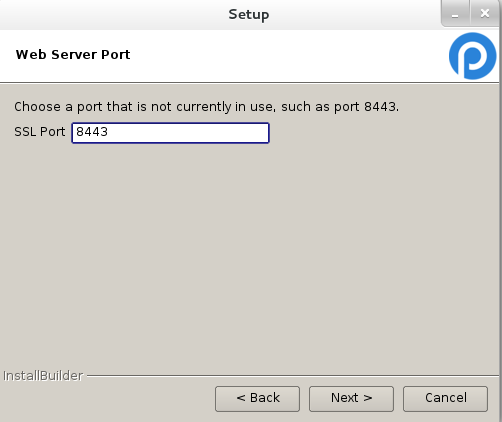 Setup
Web Server Port
Choose a port that is not currently in use, such as port 8443.
SSL Port 8443
InstallBuilder
< Back Next > Cancel